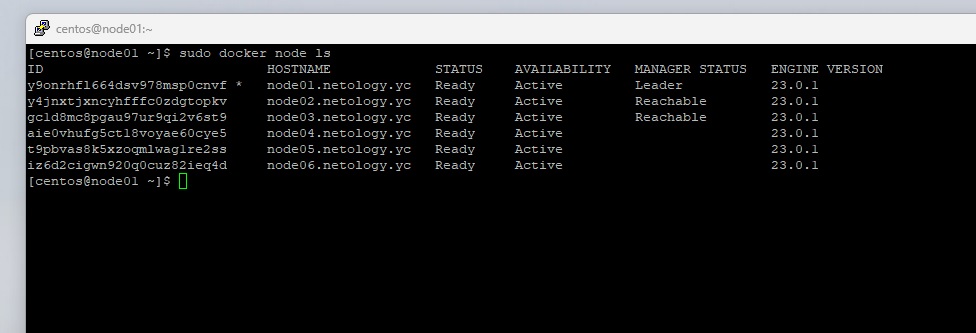 centos@node01:~
[centos@node01 ~]$ sudo docker node ls
ID HOSTNAME STATUS AVAILABILITY MANAGER STATUS ENGINE VERSION
y9onrhfl664dsv978msp0cnvf * node01.netology.yc Ready Active Leader 23.0.1
y4jnxtjxncyhfffc0zdgtopkv node02.netology.yc Ready Active Reachable 23.0.1
gcld8mc8pgau97ur9qi2v6st9 node03.netology.yc Ready Active Reachable 23.0.1
aie0vhufg5ctl8voyae60cye5 node04.netology.yc Ready Active 23.0.1
t9pbvas8k5xzoqmlwaglre2ss node05.netology.yc Ready Active 23.0.1
iz6d2cigwn920q0cuz82ieq4d node06.netology.yc Ready Active 23.0.1
[centos@node01 ~]$